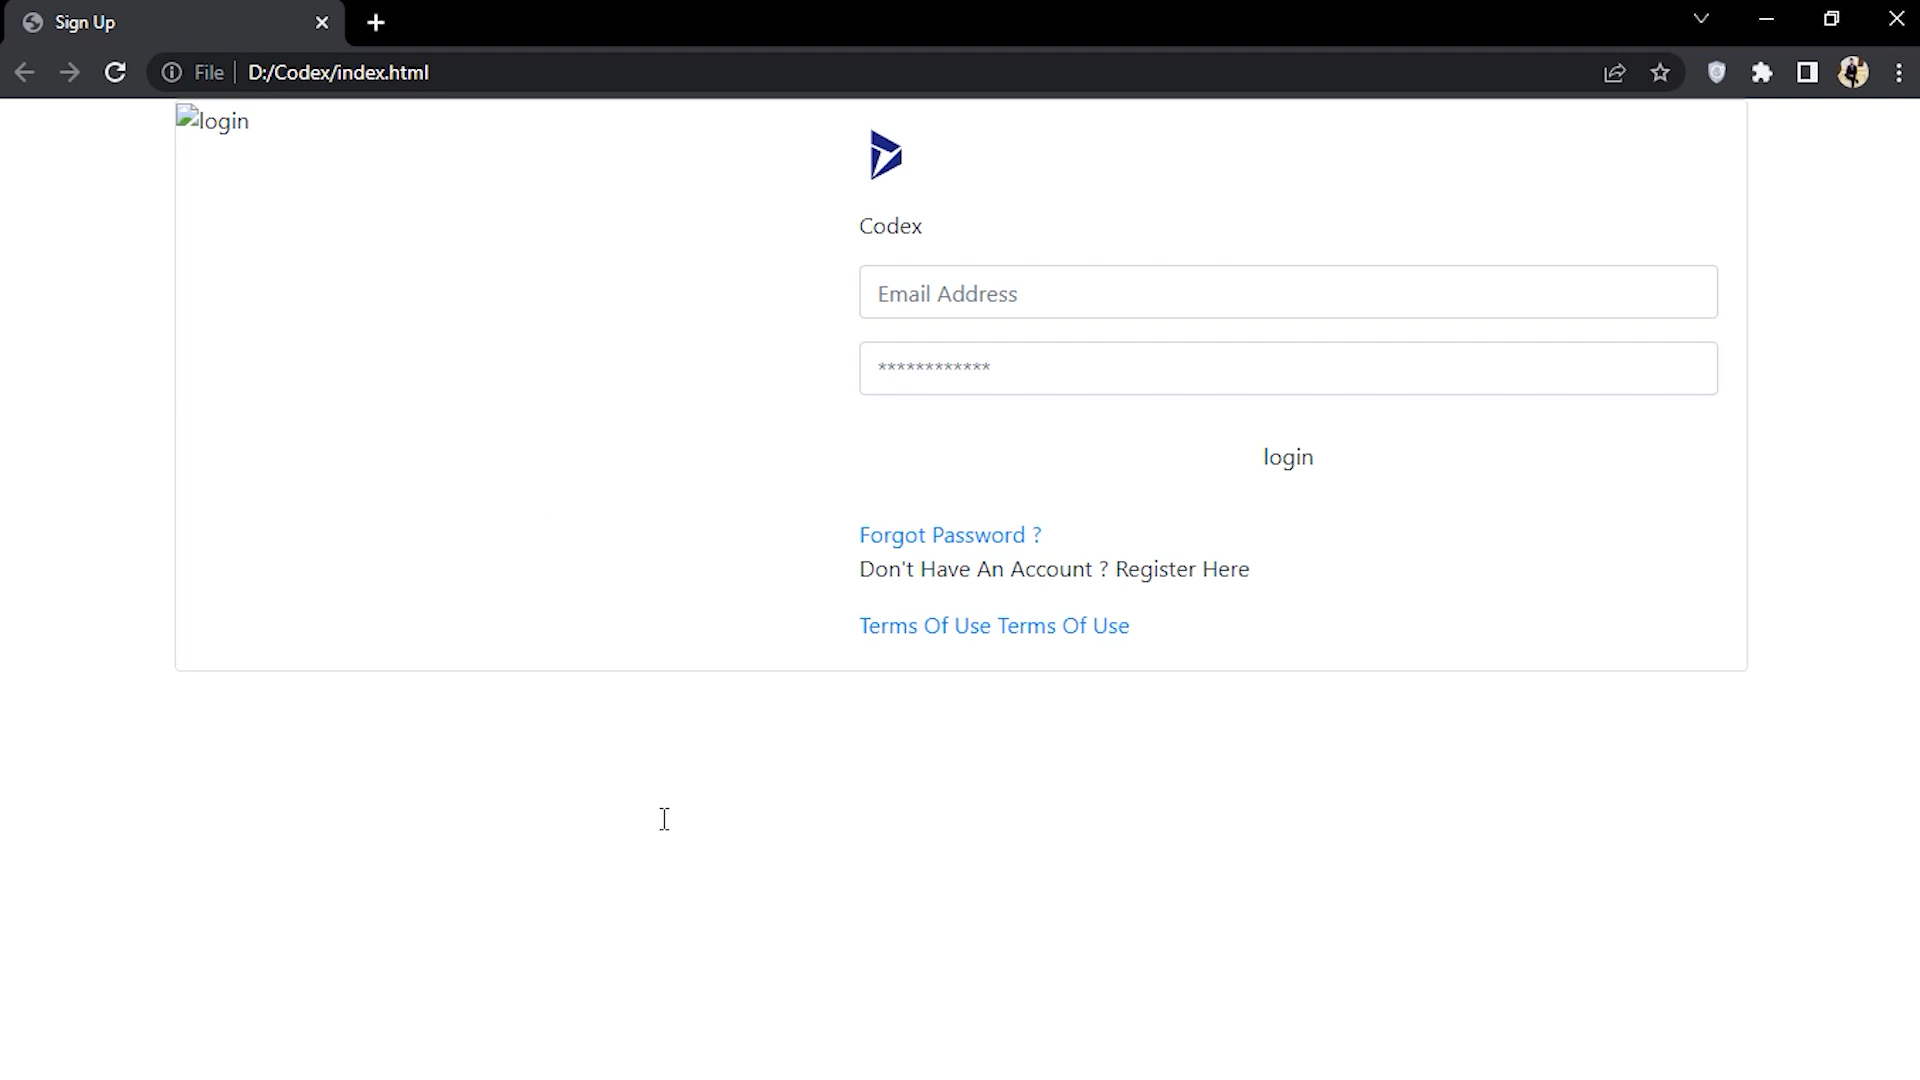 Sign Up
File
D:/Codex/index.html
login
Codex
Email Address
************
login
Forgot Password ?
Don't Have An Account ? Register Here
Terms Of Use Terms Of Use